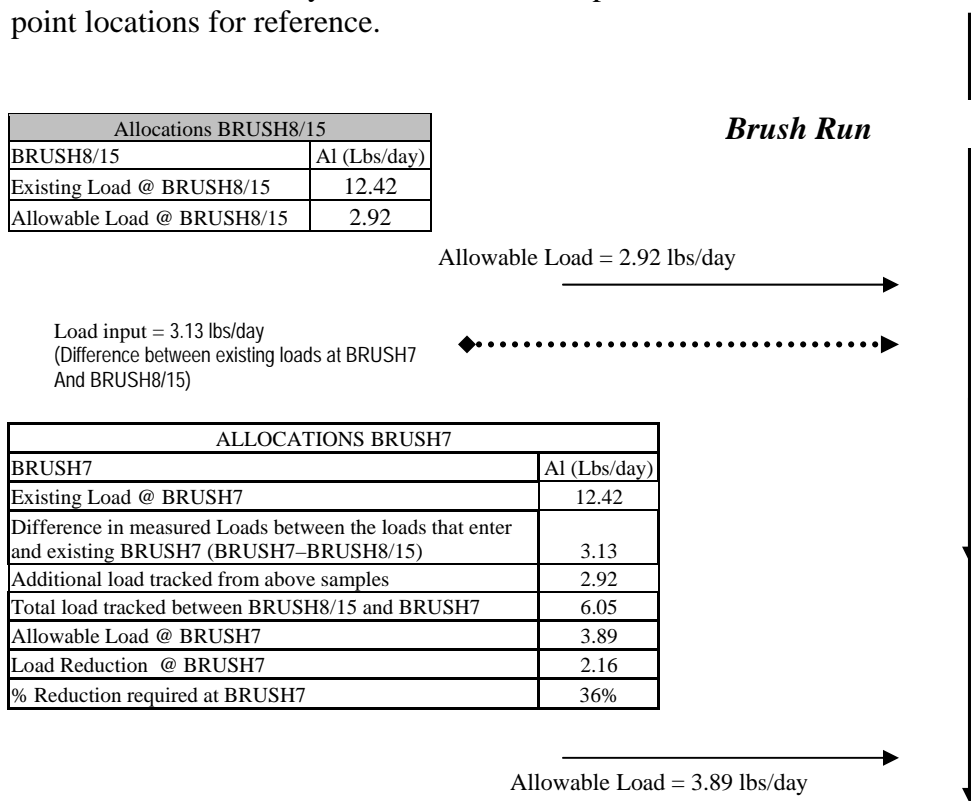 point locations for reference.
Allocations BRUSH8/15
BRUSH8/15 Al (Lbs/day)
Existing Load @ BRUSH8/15 12.42
Allowable Load @ BRUSH8/15 2.92
Brush Run
Allowable Load = 2.92 lbs/day
Load input = 3.13 lbs/day
(Difference between existing loads at BRUSH7
And BRUSH8/15)
ALLOCATIONS BRUSH7
BRUSH7 Al (Lbs/day)
Existing Load @ BRUSH7 12.42
Difference in measured Loads between the loads that enter
and existing BRUSH7 (BRUSH7–BRUSH8/15) 3.13
Additional load tracked from above samples 2.92
Total load tracked between BRUSH8/15 and BRUSH7 6.05
Allowable Load @ BRUSH7 3.89
Load Reduction @ BRUSH7 2.16
% Reduction required at BRUSH7 36%
Allowable Load = 3.89 lbs/day